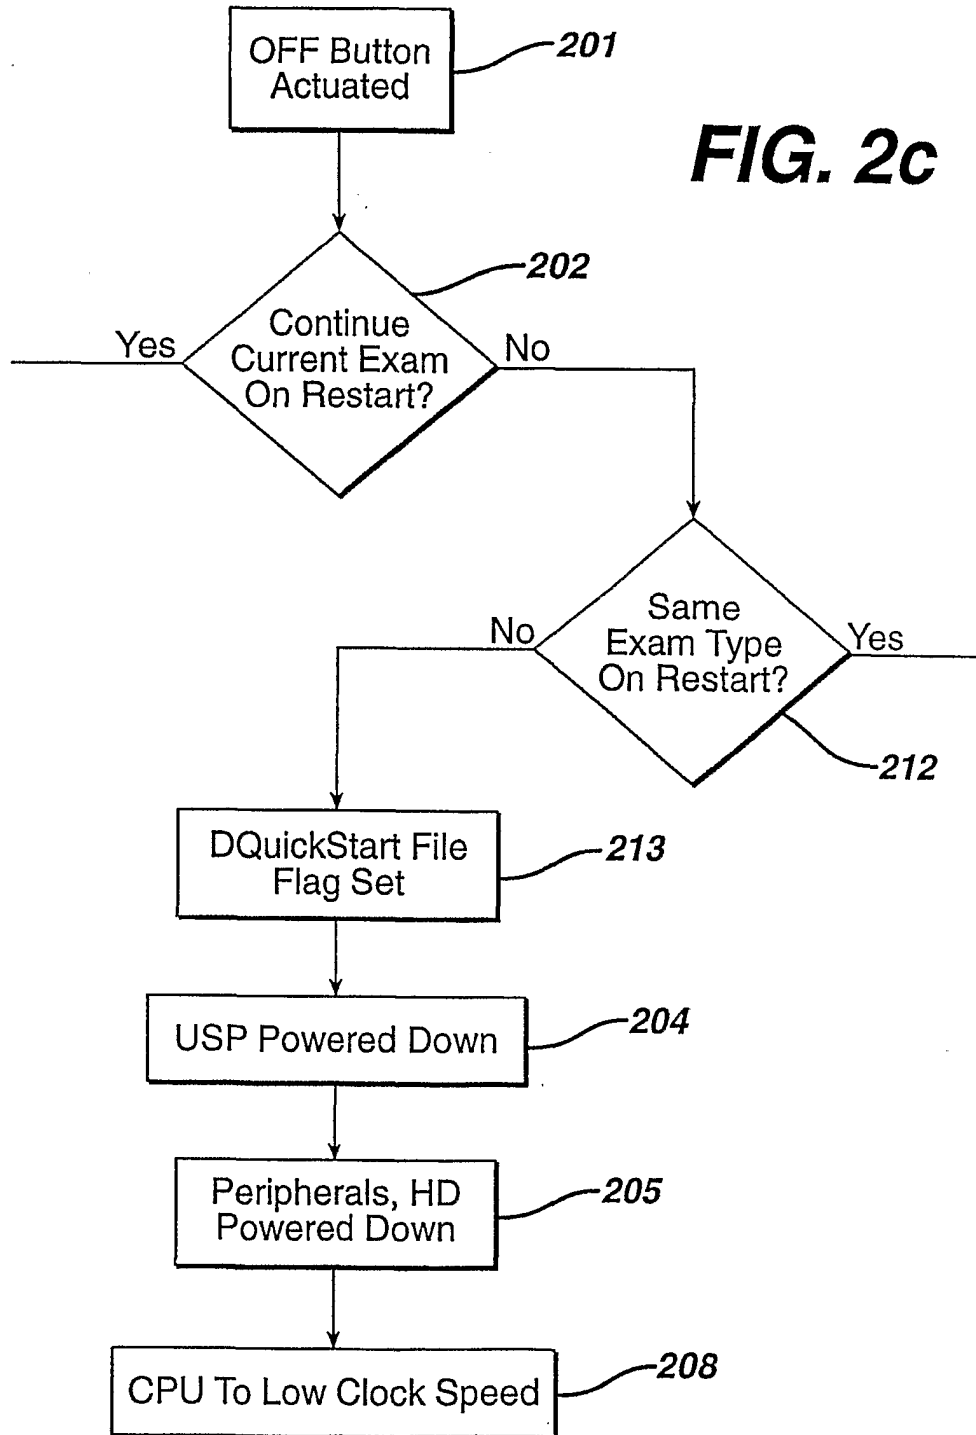 OFF Button
Actuated
201
FIG. 2c
202
Continue
Current Exam
On Restart?
Yes
No
Same
Exam Type
On Restart?
No
Yes
212
DQuickStart File
Flag Set
213
USP Powered Down
204
Peripherals, HD
Powered Down
205
CPU To Low Clock Speed
208